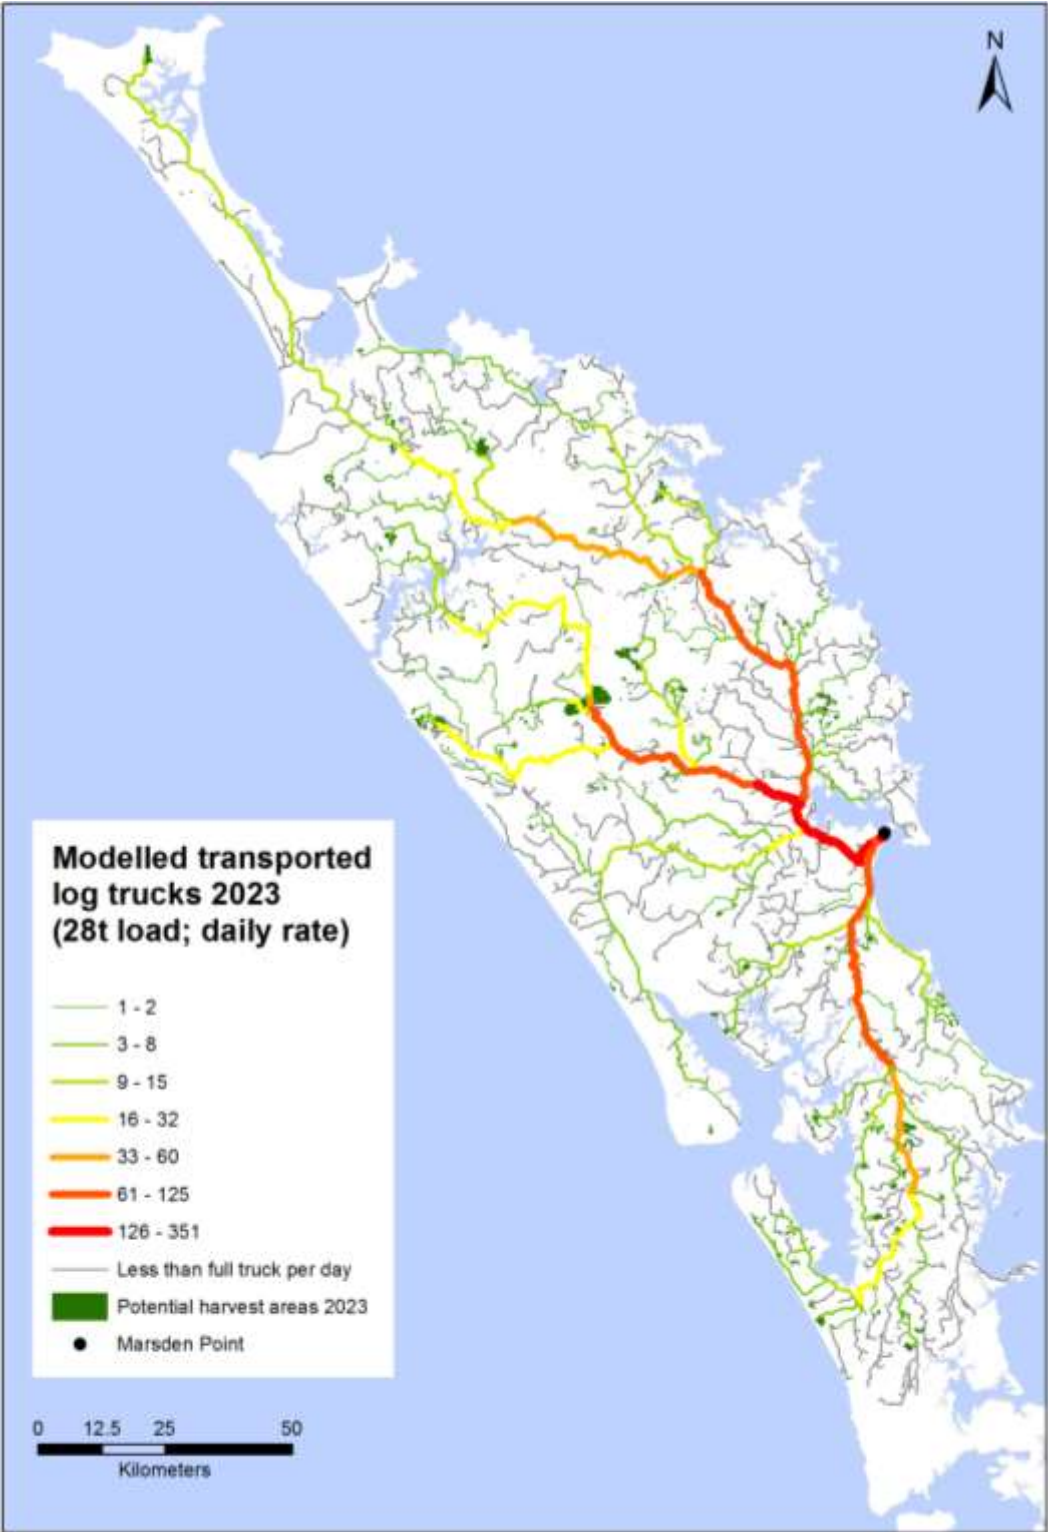 N
Modelled transported
log trucks 2023
(28t load; daily rate)
1 - 2
3 - 8
9 - 15
16 - 32
33 - 60
61 - 125
126 - 351
Less than full truck per day
Potential harvest areas 2023
Marsden Point
0 12.5 25 50
Kilometers